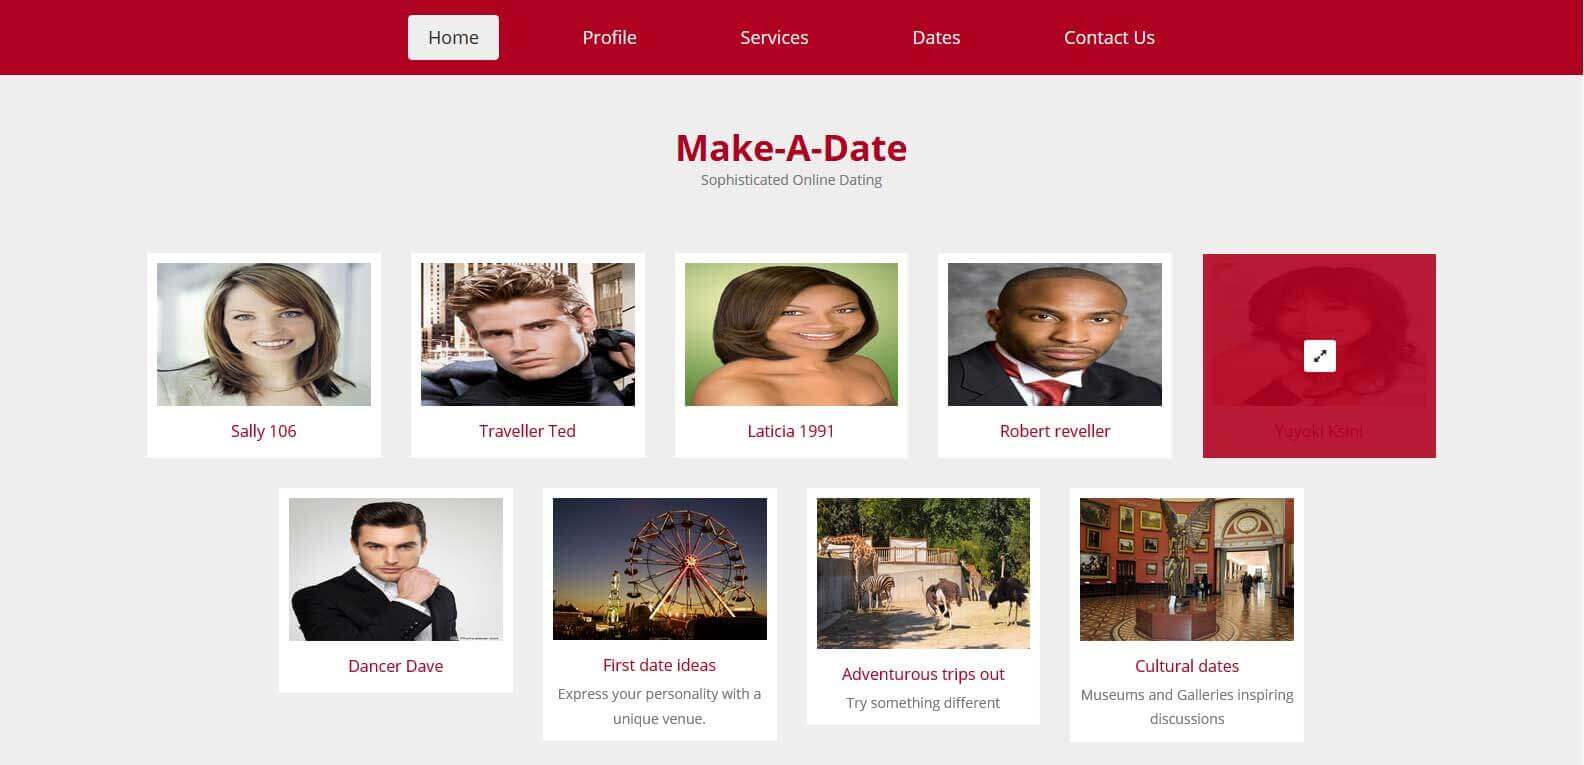 Home
Profile
Services
Dates
Contact Us
Make-A-Date
Sophisticated Online Dating
Sally 106
Traveller Ted
Laticia 1991
Robert reveller
Yuyoki Ksini
Dancer Dave
First date ideas
Express your personality with a
unique venue.
Adventurous trips out
Try something different
Cultural dates
Museums and Galleries inspiring
discussions